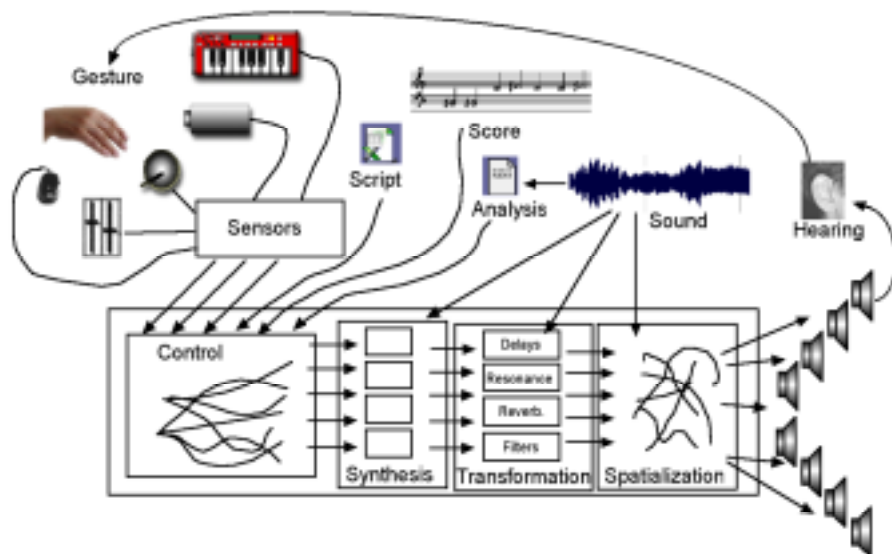 Gesture
Score
Script
Analysis
Sound
Hearing
Sensors
Control
Delays
Resonance
Reverb.
Filters
Synthesis
Transformation
Spatialization